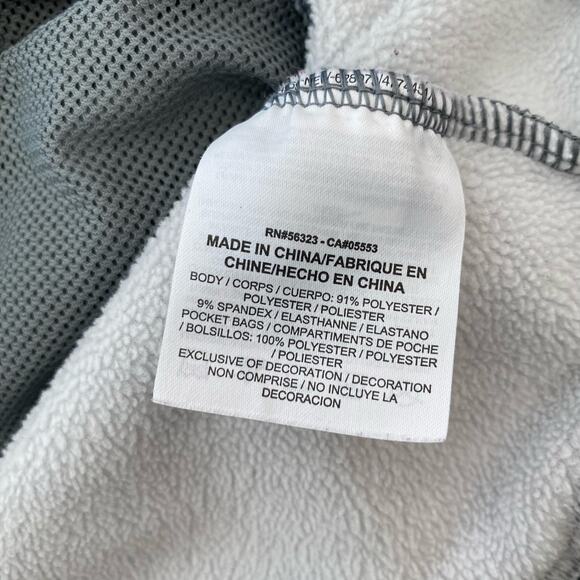 RN#56323 - CA#05553
MADE IN CHINA/FABRIQUE EN
CHINE/HECHO EN CHINA
BODY / CORPS / CUERPO: 91% POLYESTER /
POLYESTER / POLIESTER
9% SPANDEX / ELASTHANNE / ELASTANO
POCKET BAGS / COMPARTIMENTS DE POCHE
/ BOLSILLOS: 100% POLYESTER / POLYESTER
/ POLIESTER
EXCLUSIVE OF DECORATION / DECORATION
NON COMPRISE / NO INCLUYE LA
DECORACION